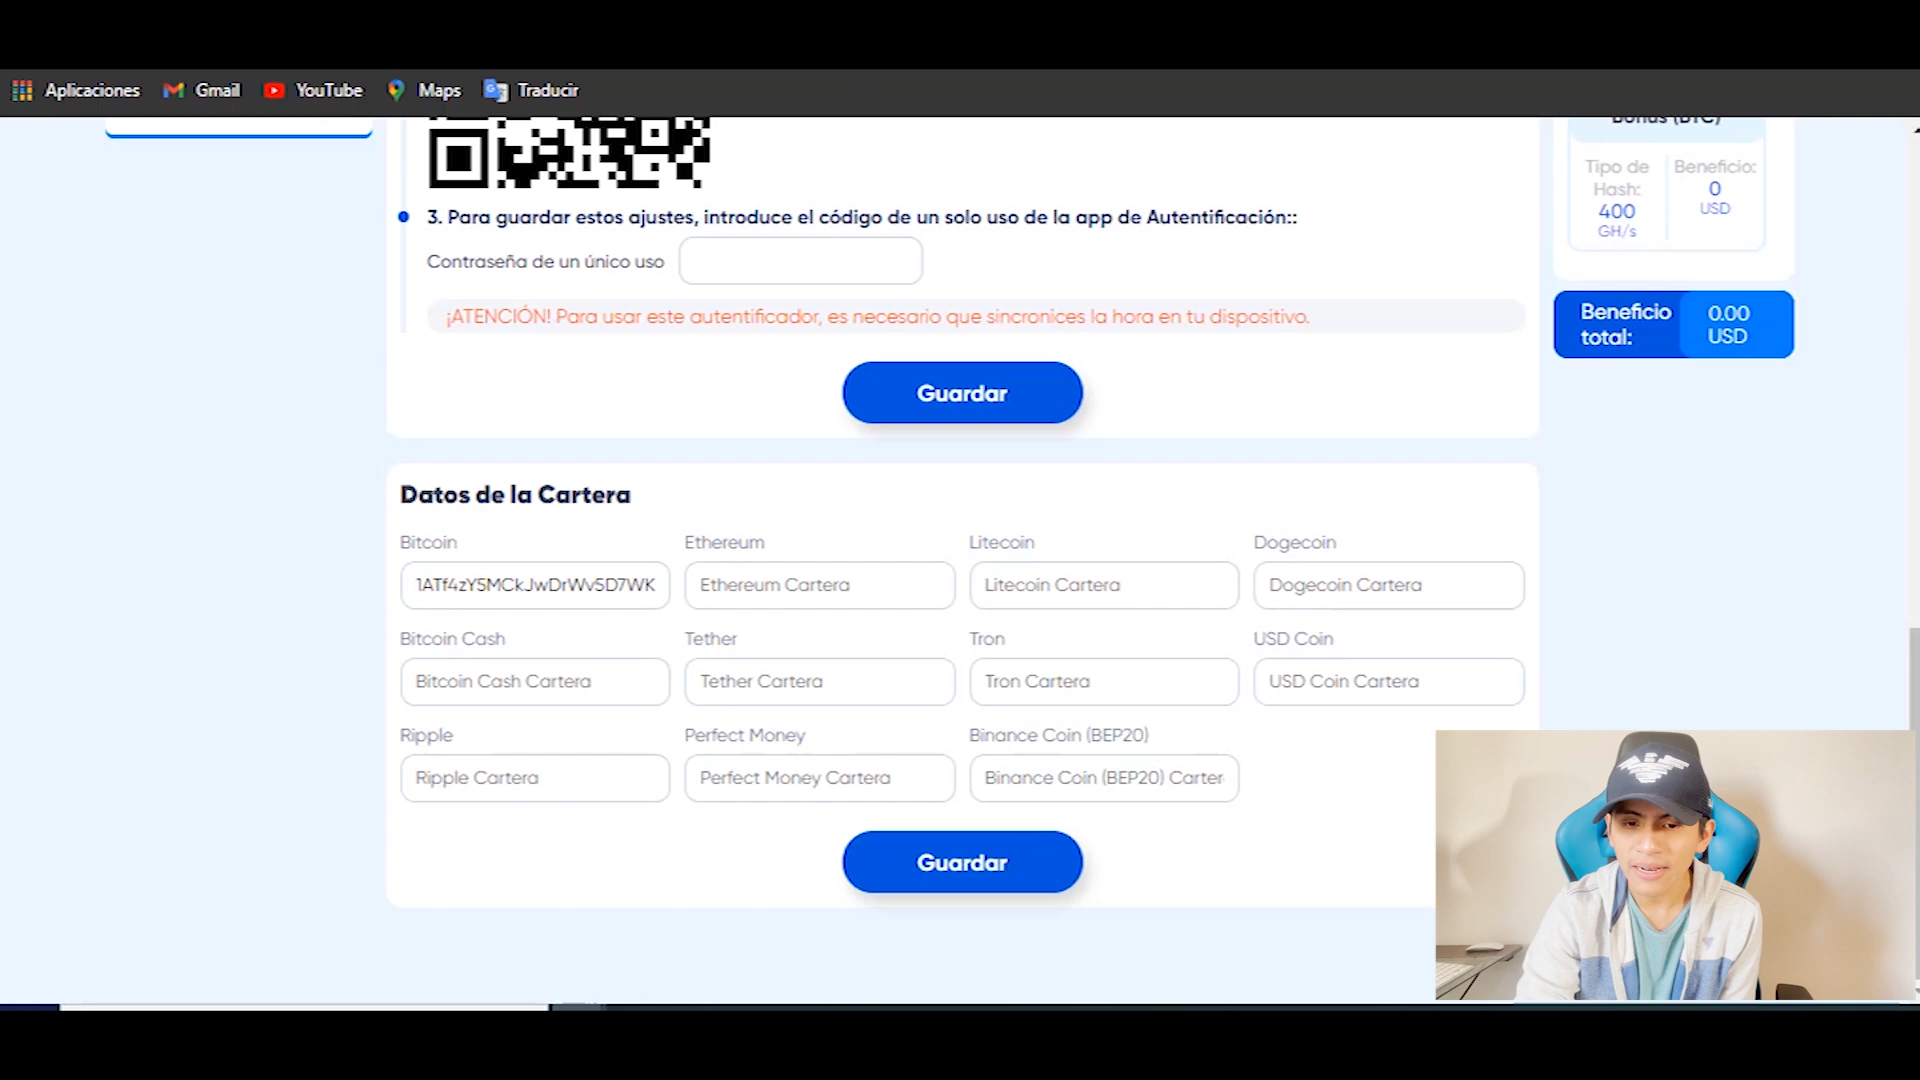 Aplicaciones Gmail YouTube Maps Traducir
Bonus (BTC)
Tipo de Hash: 400 GH/s
Beneficio: 0 USD
3. Para guardar estos ajustes, introduce el código de un solo uso de la app de Autentificación::
Contraseña de un único uso
¡ATENCIÓN! Para usar este autentificador, es necesario que sincronices la hora en tu dispositivo.
Beneficio total: 0.00 USD
Guardar
Datos de la Cartera
Bitcoin Ethereum Litecoin Dogecoin
1ATf4zY5MCkJwDrWv5D7WK Ethereum Cartera Litecoin Cartera Dogecoin Cartera
Bitcoin Cash Tether Tron USD Coin
Bitcoin Cash Cartera Tether Cartera Tron Cartera USD Coin Cartera
Ripple Perfect Money Binance Coin (BEP20)
Ripple Cartera Perfect Money Cartera Binance Coin (BEP20) Carter
Guardar